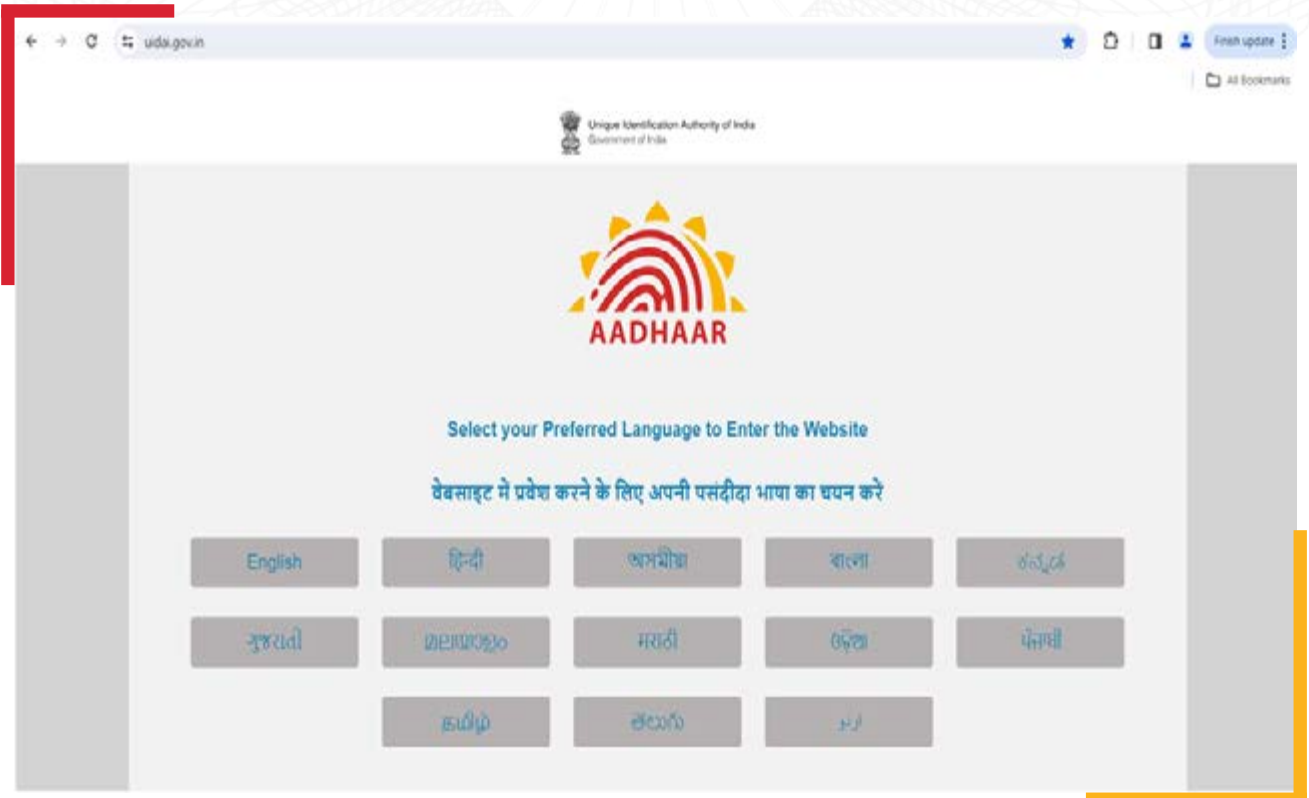 uidai.gov.in
Finish update
All Bookmarks
Unique Identification Authority of India
Government of India
AADHAAR
Select your Preferred Language to Enter the Website
वेबसाइट में प्रवेश करने के लिए अपनी पसंदीदा भाषा का चयन करें
English हिन्दी অসমীয়া বাংলা ಕನ್ನಡ
ગુજરાતી മലയാളം मराठी ଓଡ଼ିଆ ਪੰਜਾਬੀ
தமிழ் తెలుగు اردو